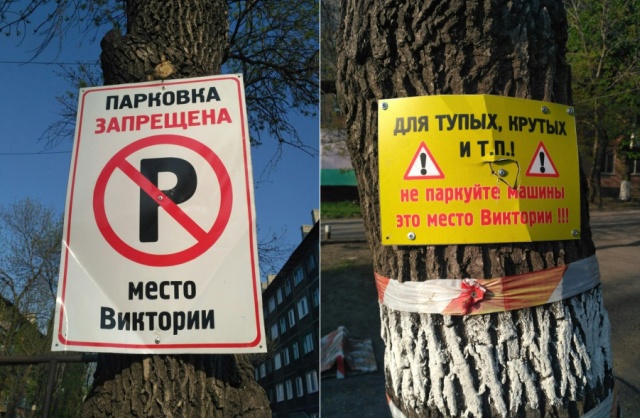 ПАРКОВКА
ЗАПРЕЩЕНА
P
место
Виктории
ДЛЯ ТУПЫХ, КРУТЫХ
И Т.П.!
! !
не паркуйте машины
это место Виктории !!!